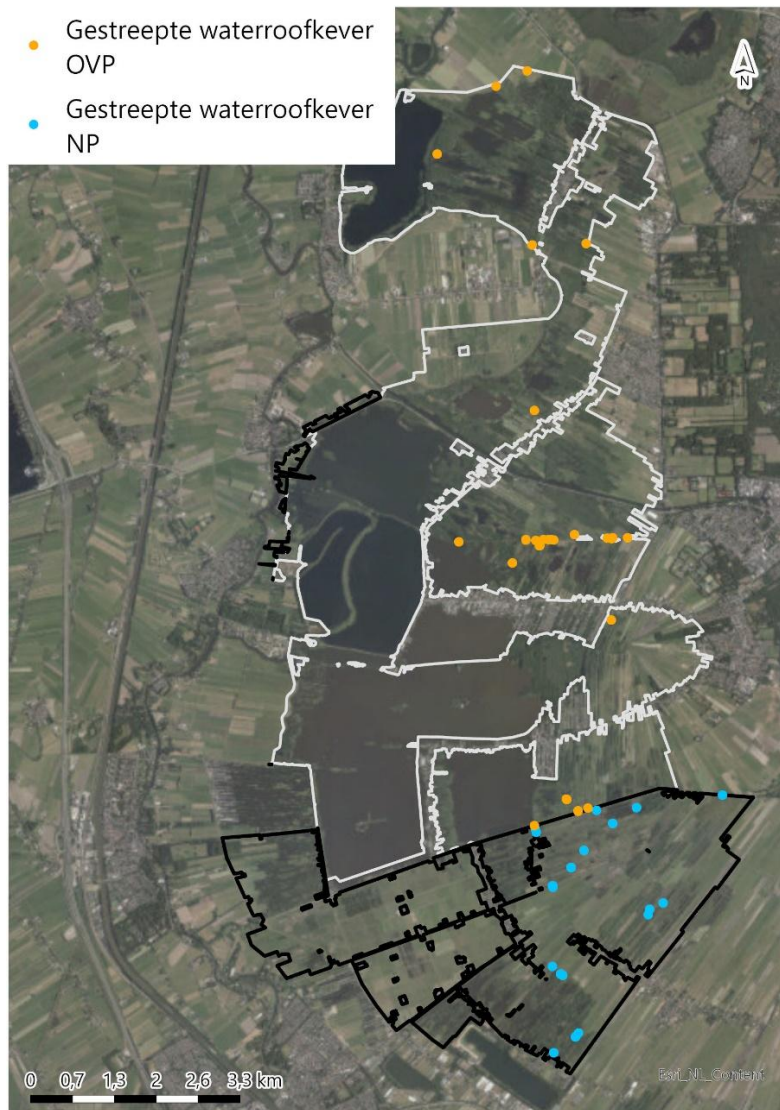 Gestreepte waterroofkever
OVP
Gestreepte waterroofkever
NP
N
0 0,7 1,3 2 2,6 3,3 km
Esri_NL_Content